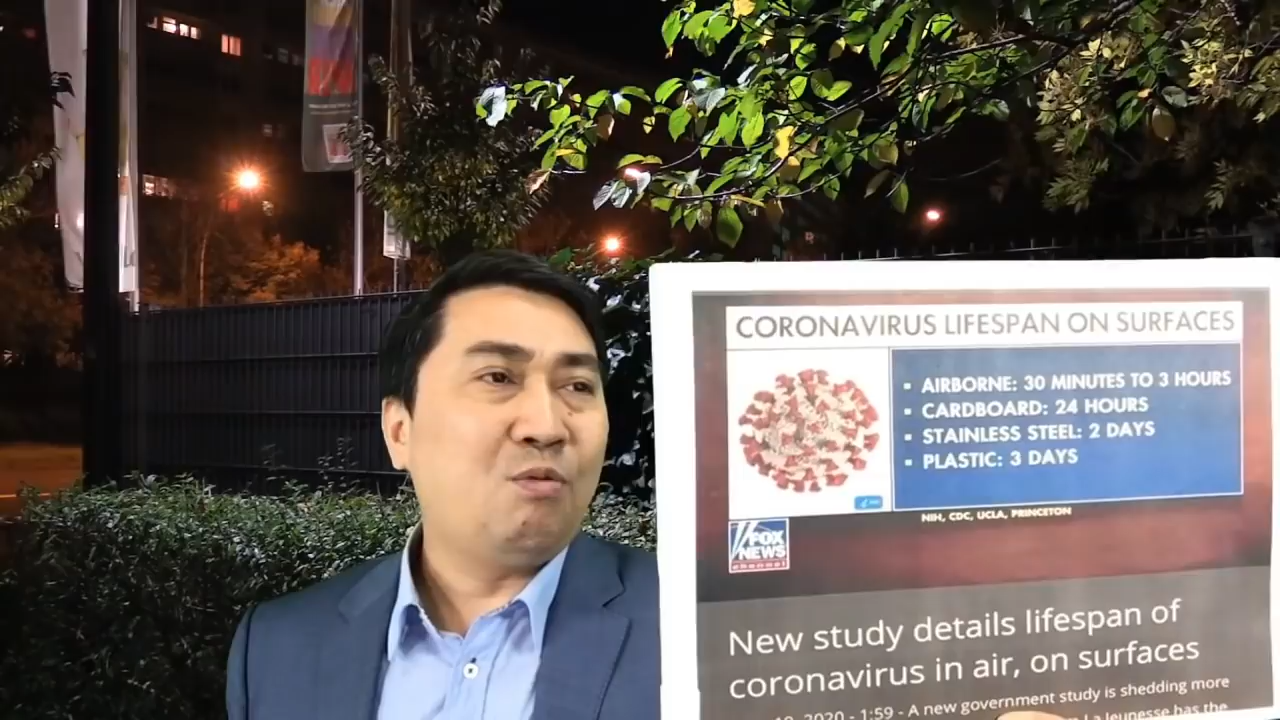 CORONAVIRUS LIFESPAN ON SURFACES
▪ AIRBORNE: 30 MINUTES TO 3 HOURS
▪ CARDBOARD: 24 HOURS
▪ STAINLESS STEEL: 2 DAYS
▪ PLASTIC: 3 DAYS
NIH, CDC, UCLA, PRINCETON
FOX
NEWS
channel
New study details lifespan of
coronavirus in air, on surfaces
2020 - 1:59 - A new government study is shedding more
LaJeunesse has the